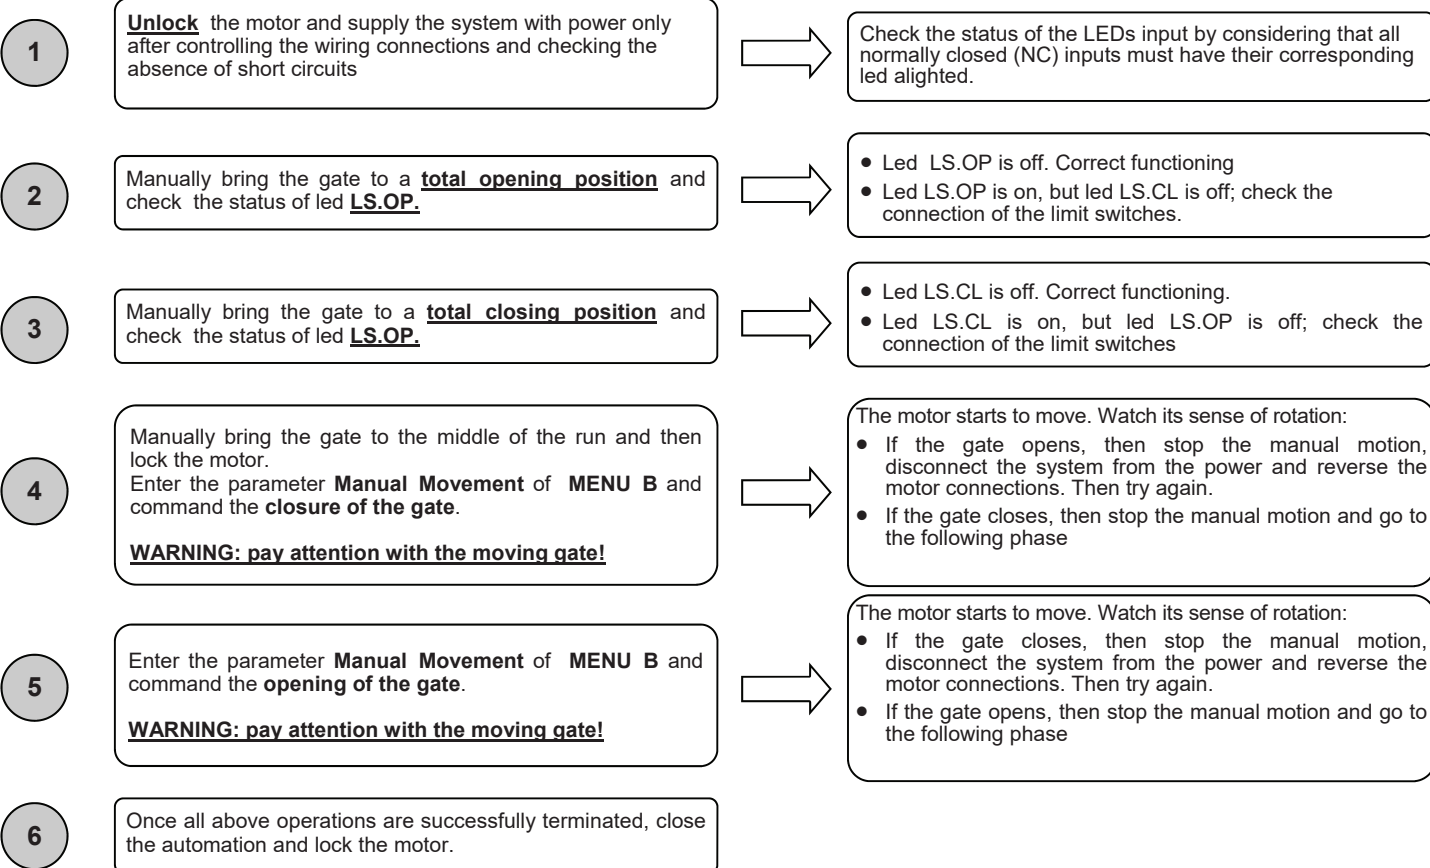 1
Unlock the motor and supply the system with power only
after controlling the wiring connections and checking the
absence of short circuits
Check the status of the LEDs input by considering that all
normally closed (NC) inputs must have their corresponding
led alighted.
2
Manually bring the gate to a total opening position and
check the status of led LS.OP.
• Led LS.OP is off. Correct functioning
• Led LS.OP is on, but led LS.CL is off; check the
connection of the limit switches.
3
Manually bring the gate to a total closing position and
check the status of led LS.OP.
• Led LS.CL is off. Correct functioning.
• Led LS.CL is on, but led LS.OP is off; check the
connection of the limit switches
4
Manually bring the gate to the middle of the run and then
lock the motor.
Enter the parameter Manual Movement of MENU B and
command the closure of the gate.
WARNING: pay attention with the moving gate!
The motor starts to move. Watch its sense of rotation:
• If the gate opens, then stop the manual motion,
disconnect the system from the power and reverse the
motor connections. Then try again.
• If the gate closes, then stop the manual motion and go to
the following phase
5
Enter the parameter Manual Movement of MENU B and
command the opening of the gate.
WARNING: pay attention with the moving gate!
The motor starts to move. Watch its sense of rotation:
• If the gate closes, then stop the manual motion,
disconnect the system from the power and reverse the
motor connections. Then try again.
• If the gate opens, then stop the manual motion and go to
the following phase
6
Once all above operations are successfully terminated, close
the automation and lock the motor.